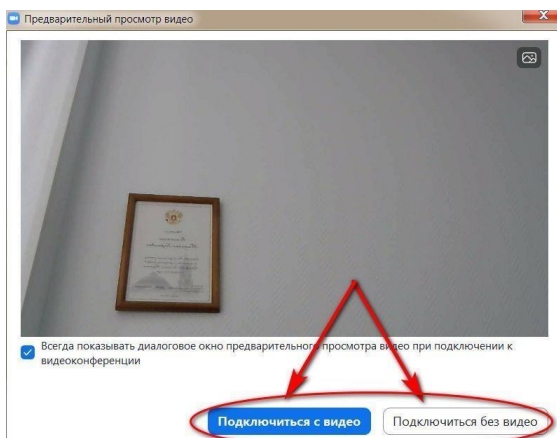 Предварительный просмотр видео
Всегда показывать диалоговое окно предварительного просмотра видео при подключении к
видеоконференции
Подключиться с видео
Подключиться без видео